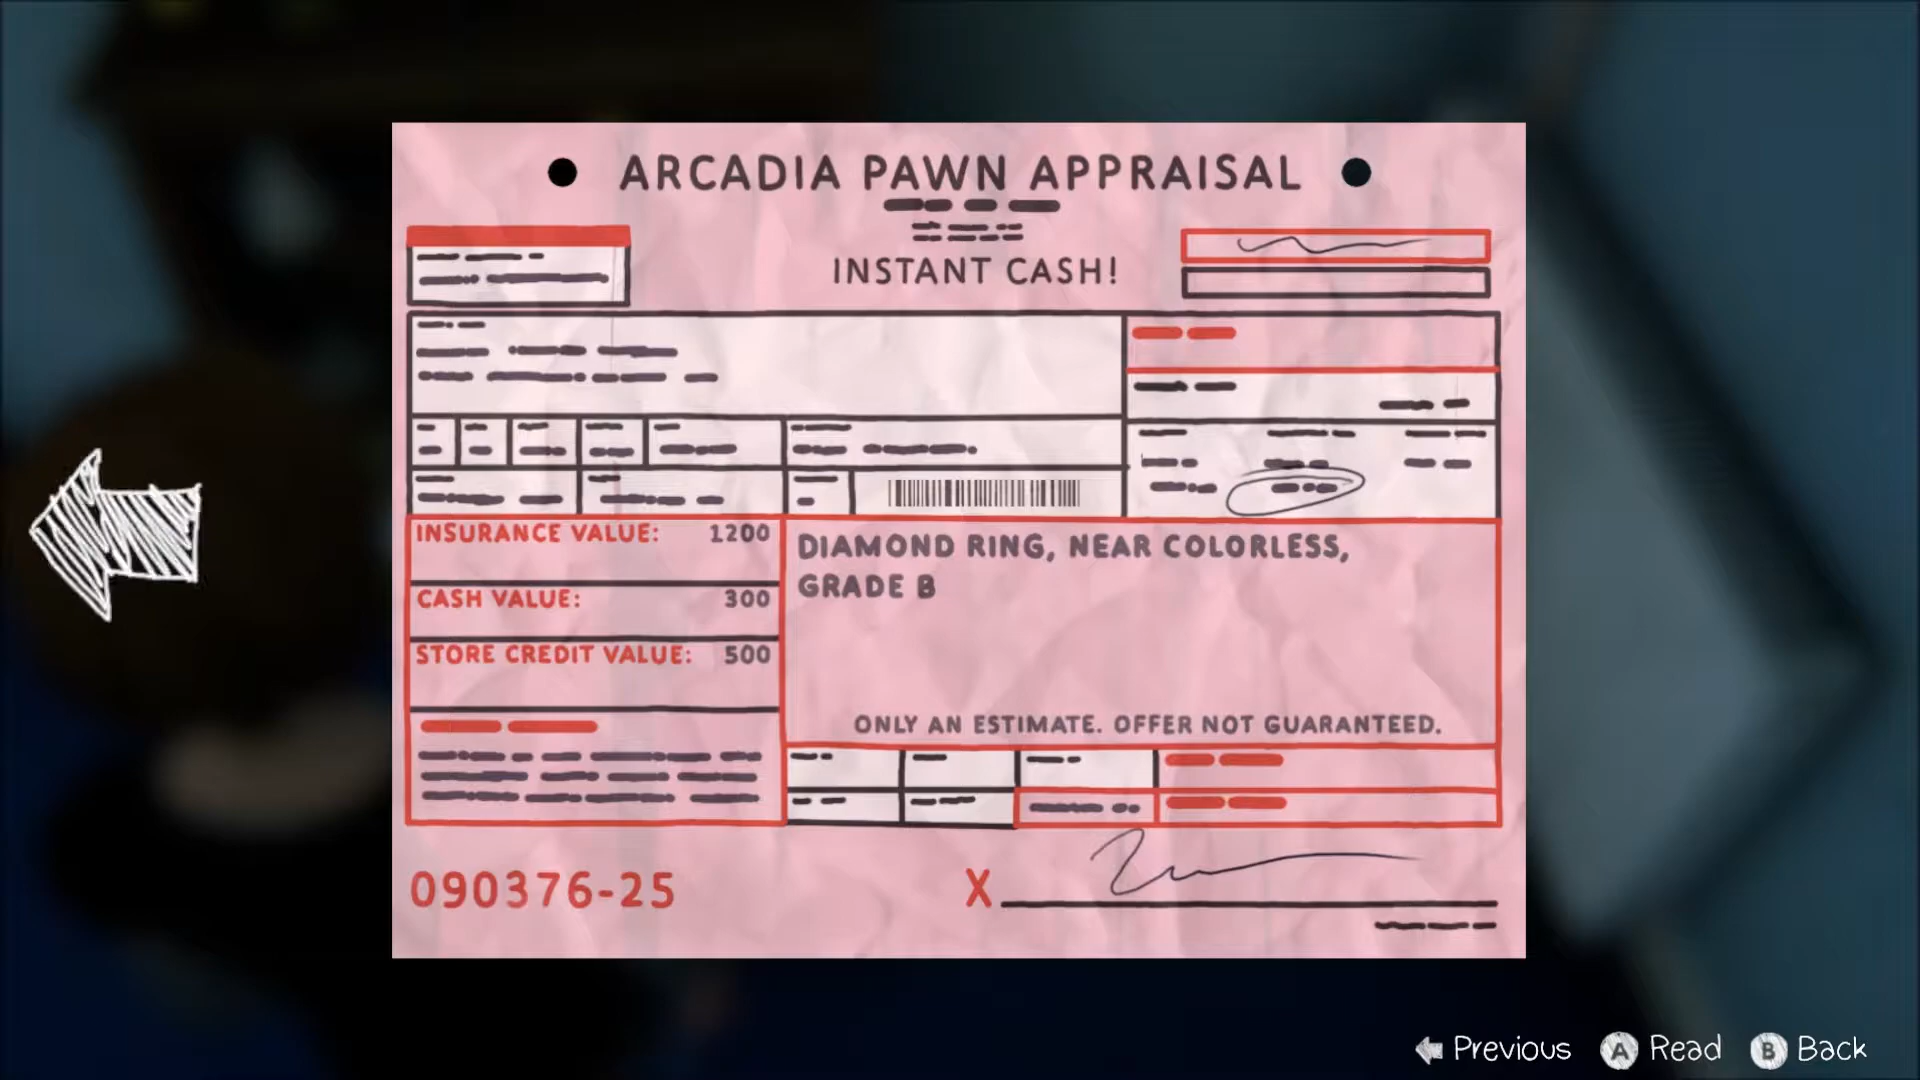 ARCADIA PAWN APPRAISAL
INSTANT CASH!
INSURANCE VALUE: 1200
CASH VALUE: 300
STORE CREDIT VALUE: 500
DIAMOND RING, NEAR COLORLESS,
GRADE B
ONLY AN ESTIMATE. OFFER NOT GUARANTEED.
090376-25
X
Previous A Read B Back